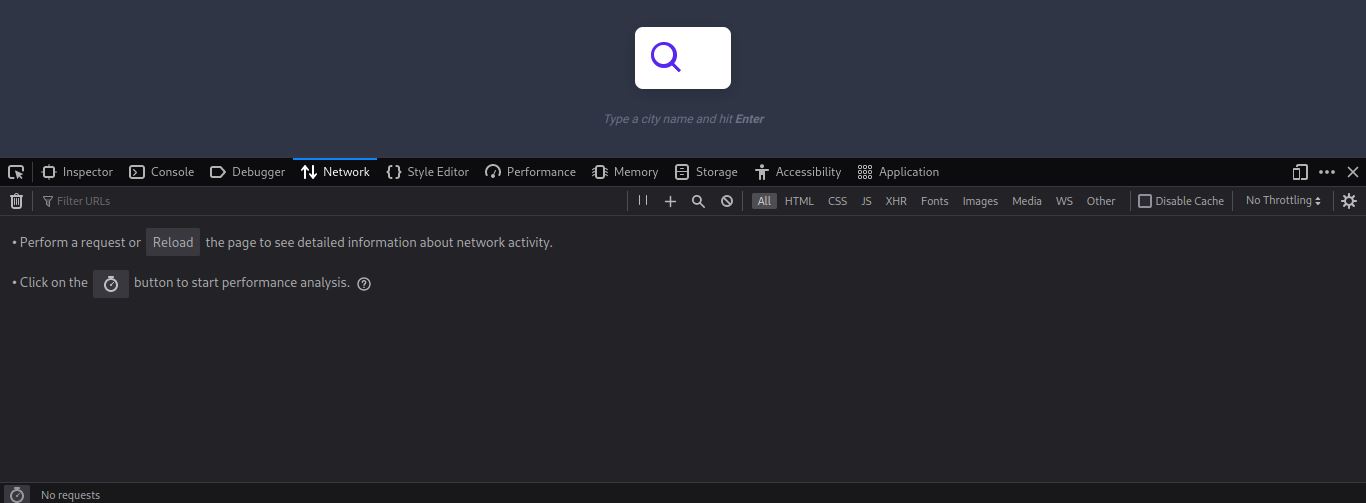 Type a city name and hit Enter
Inspector Console Debugger Network Style Editor Performance Memory Storage Accessibility Application
Filter URLs All HTML CSS JS XHR Fonts Images Media WS Other Disable Cache No Throttling
• Perform a request or Reload the page to see detailed information about network activity.
• Click on the button to start performance analysis. ?
No requests